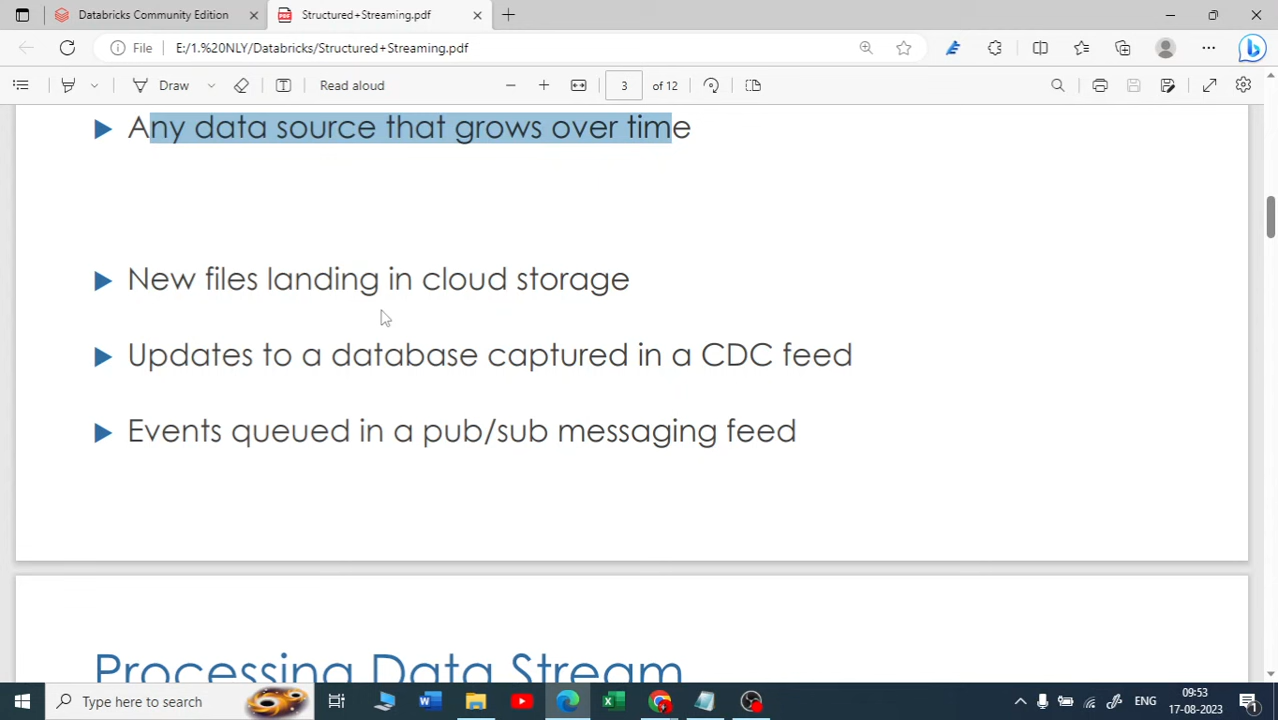 Databricks Community Edition
Structured+Streaming.pdf
File
E:/1.%20NLY/Databricks/Structured+Streaming.pdf
Draw
Read aloud
3 of 12
Any data source that grows over time
New files landing in cloud storage
Updates to a database captured in a CDC feed
Events queued in a pub/sub messaging feed
Processing Data Stream
Type here to search
ENG
09:53
17-08-2023
1